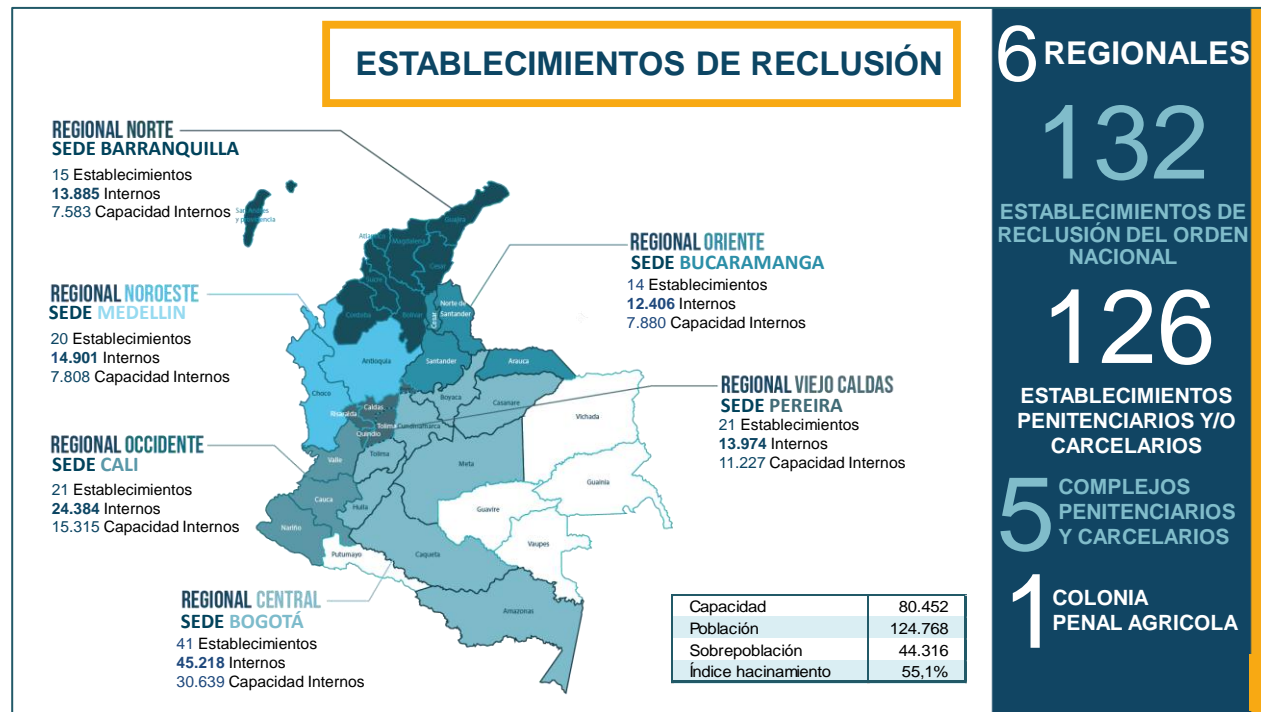 ESTABLECIMIENTOS DE RECLUSIÓN
REGIONAL NORTE
SEDE BARRANQUILLA
15 Establecimientos
13.885 Internos
7.583 Capacidad Internos
REGIONAL NOROESTE
SEDE MEDELLIN
20 Establecimientos
14.901 Internos
7.808 Capacidad Internos
REGIONAL OCCIDENTE
SEDE CALI
21 Establecimientos
24.384 Internos
15.315 Capacidad Internos
REGIONAL CENTRAL
SEDE BOGOTÁ
41 Establecimientos
45.218 Internos
30.639 Capacidad Internos
REGIONAL ORIENTE
SEDE BUCARAMANGA
14 Establecimientos
12.406 Internos
7.880 Capacidad Internos
REGIONAL VIEJO CALDAS
SEDE PEREIRA
21 Establecimientos
13.974 Internos
11.227 Capacidad Internos
Guajira
Magdalena
Cesar
Sucre
Cordoba
Bolivar
Cesar
Norte de
Santander
Antioquia
Santander
Arauca
Choco
Boyaca
Casanare
Vichada
Risaralda
Caldas
Tolima
Cundinamarca
Quindio
Valle
Tolima
Meta
Guainia
Cauca
Huila
Guavire
Nariño
Vaupes
Putumayo
Caqueta
Amazonas
Capacidad 80.452
Población 124.768
Sobrepoblación 44.316
Índice hacinamiento 55,1%
6 REGIONALES
132
ESTABLECIMIENTOS DE
RECLUSIÓN DEL ORDEN
NACIONAL
126
ESTABLECIMIENTOS
PENITENCIARIOS Y/O
CARCELARIOS
5 COMPLEJOS
PENITENCIARIOS
Y CARCELARIOS
1 COLONIA
PENAL AGRICOLA